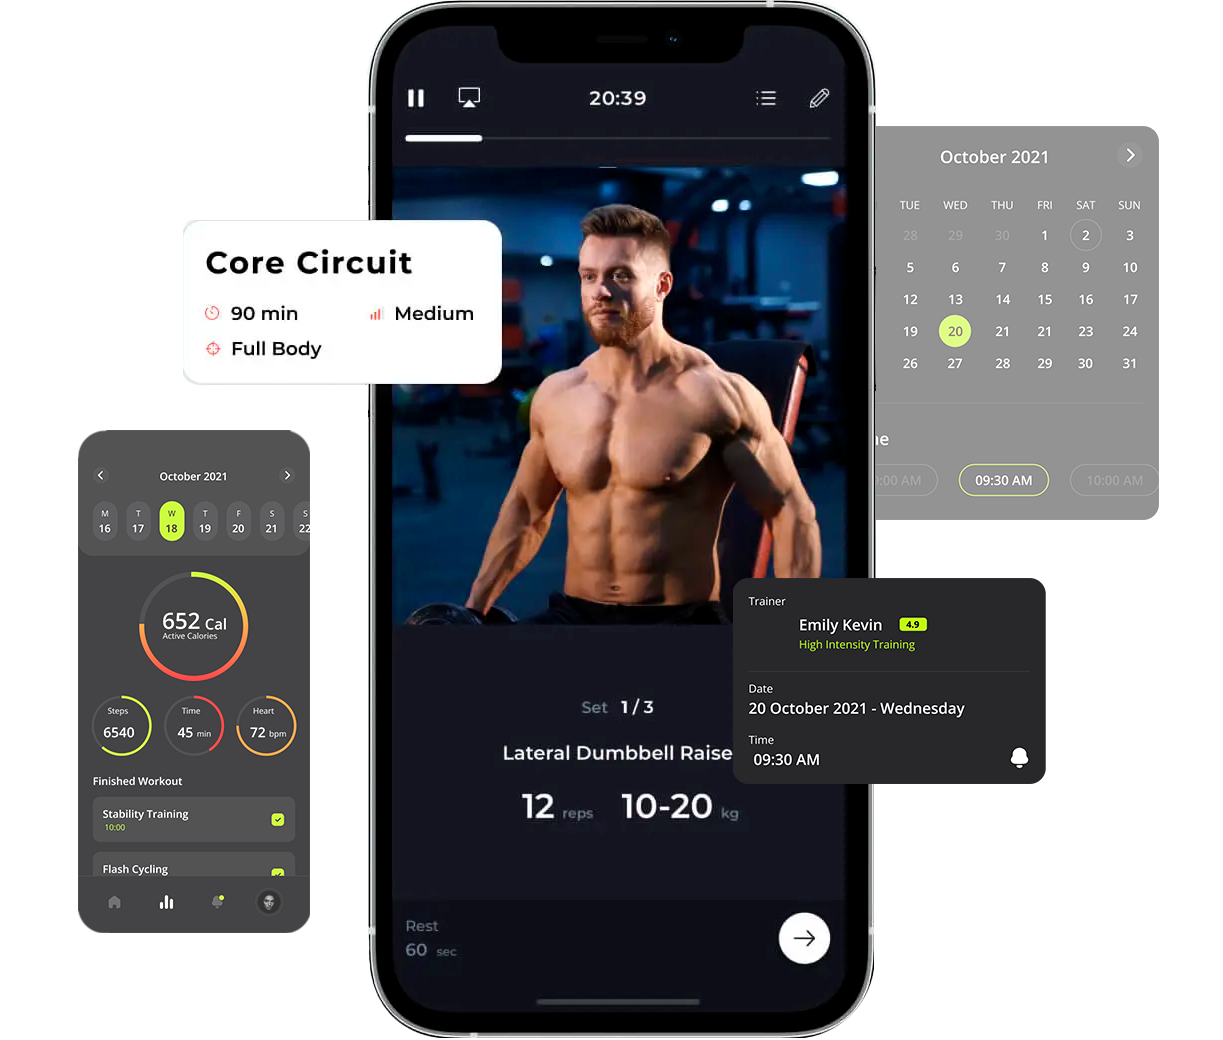 20:39
Core Circuit
90 min Medium
Full Body
October 2021
TUE WED THU FRI SAT SUN
28 29 30 1 2 3
5 6 7 8 9 10
12 13 14 15 16 17
19 20 21 21 23 24
26 27 28 29 30 31
ne
9:00 AM 09:30 AM 10:00 AM
October 2021
M T W T F S S
16 17 18 19 20 21 22
652 Cal
Active Calories
Steps Time Heart
6540 45 min 72 bpm
Finished Workout
Stability Training
10:00
Flash Cycling
Trainer
Emily Kevin 4.9
High Intensity Training
Date
20 October 2021 - Wednesday
Time
09:30 AM
Set 1 / 3
Lateral Dumbbell Raise
12 reps 10-20 kg
Rest
60 sec